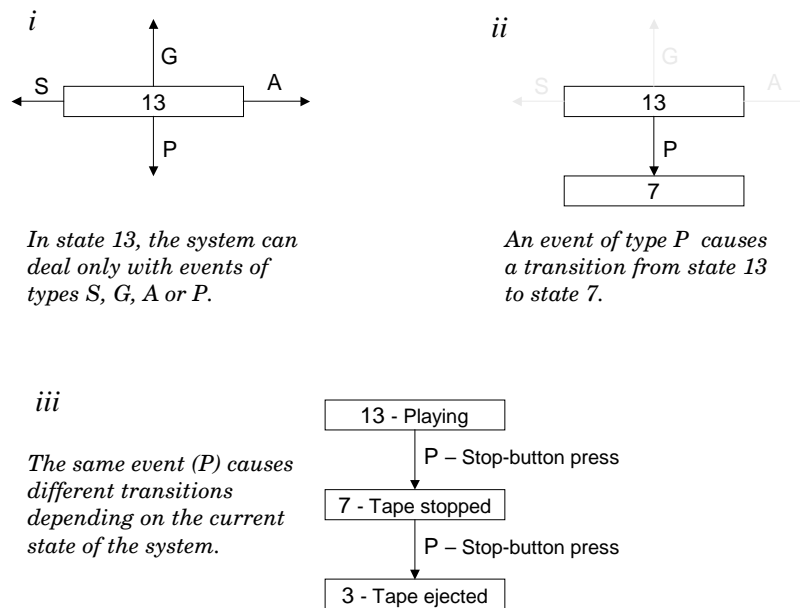 i
G
S
A
13
P
In state 13, the system can
deal only with events of
types S, G, A or P.
ii
G
S
A
13
P
7
An event of type P causes
a transition from state 13
to state 7.
iii
The same event (P) causes
different transitions
depending on the current
state of the system.
13 - Playing
P – Stop-button press
7 - Tape stopped
P – Stop-button press
3 - Tape ejected